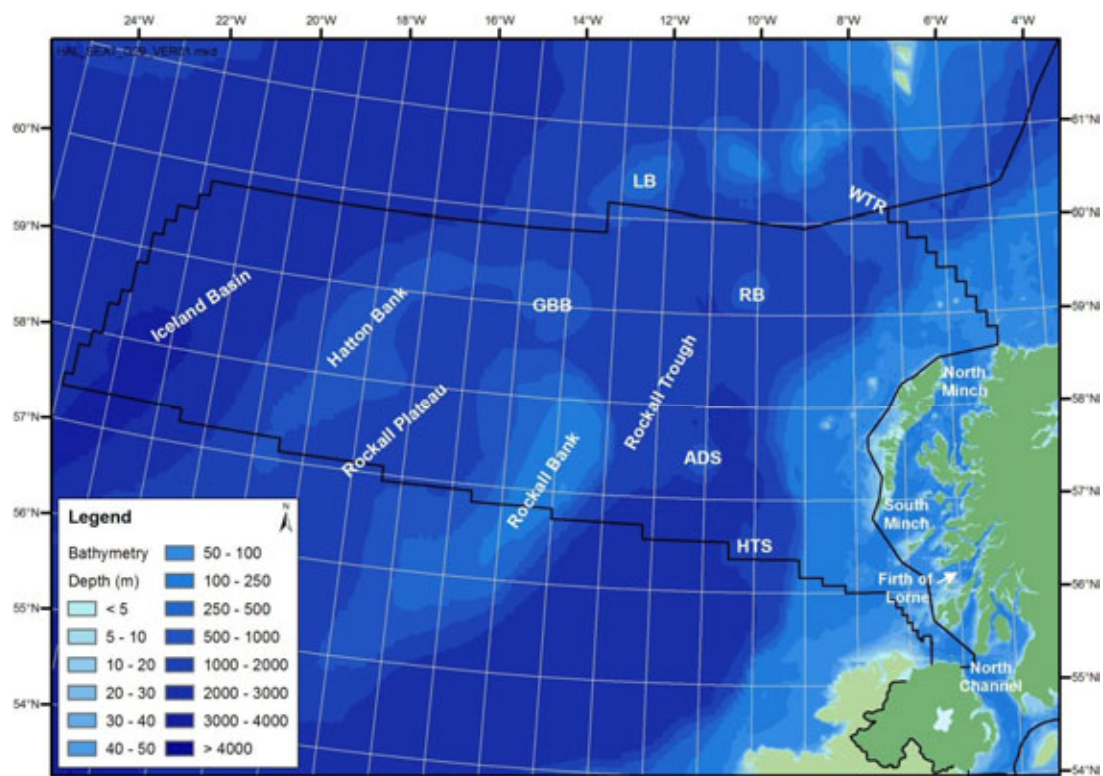 24°W
22°W
20°W
18°W
16°W
14°W
12°W
10°W
8°W
6°W
4°W
60°N
59°N
58°N
57°N
56°N
55°N
54°N
61°N
60°N
59°N
58°N
57°N
56°N
55°N
54°N
LB
WTR
Iceland Basin
Hatton Bank
GBB
RB
Rockall Trough
North
Minch
Rockall Plateau
Rockall Bank
ADS
South
Minch
HTS
Firth of
Lorne
North
Channel
Legend
N
Bathymetry
Depth (m)
< 5
5 - 10
10 - 20
20 - 30
30 - 40
40 - 50
50 - 100
100 - 250
250 - 500
500 - 1000
1000 - 2000
2000 - 3000
3000 - 4000
> 4000